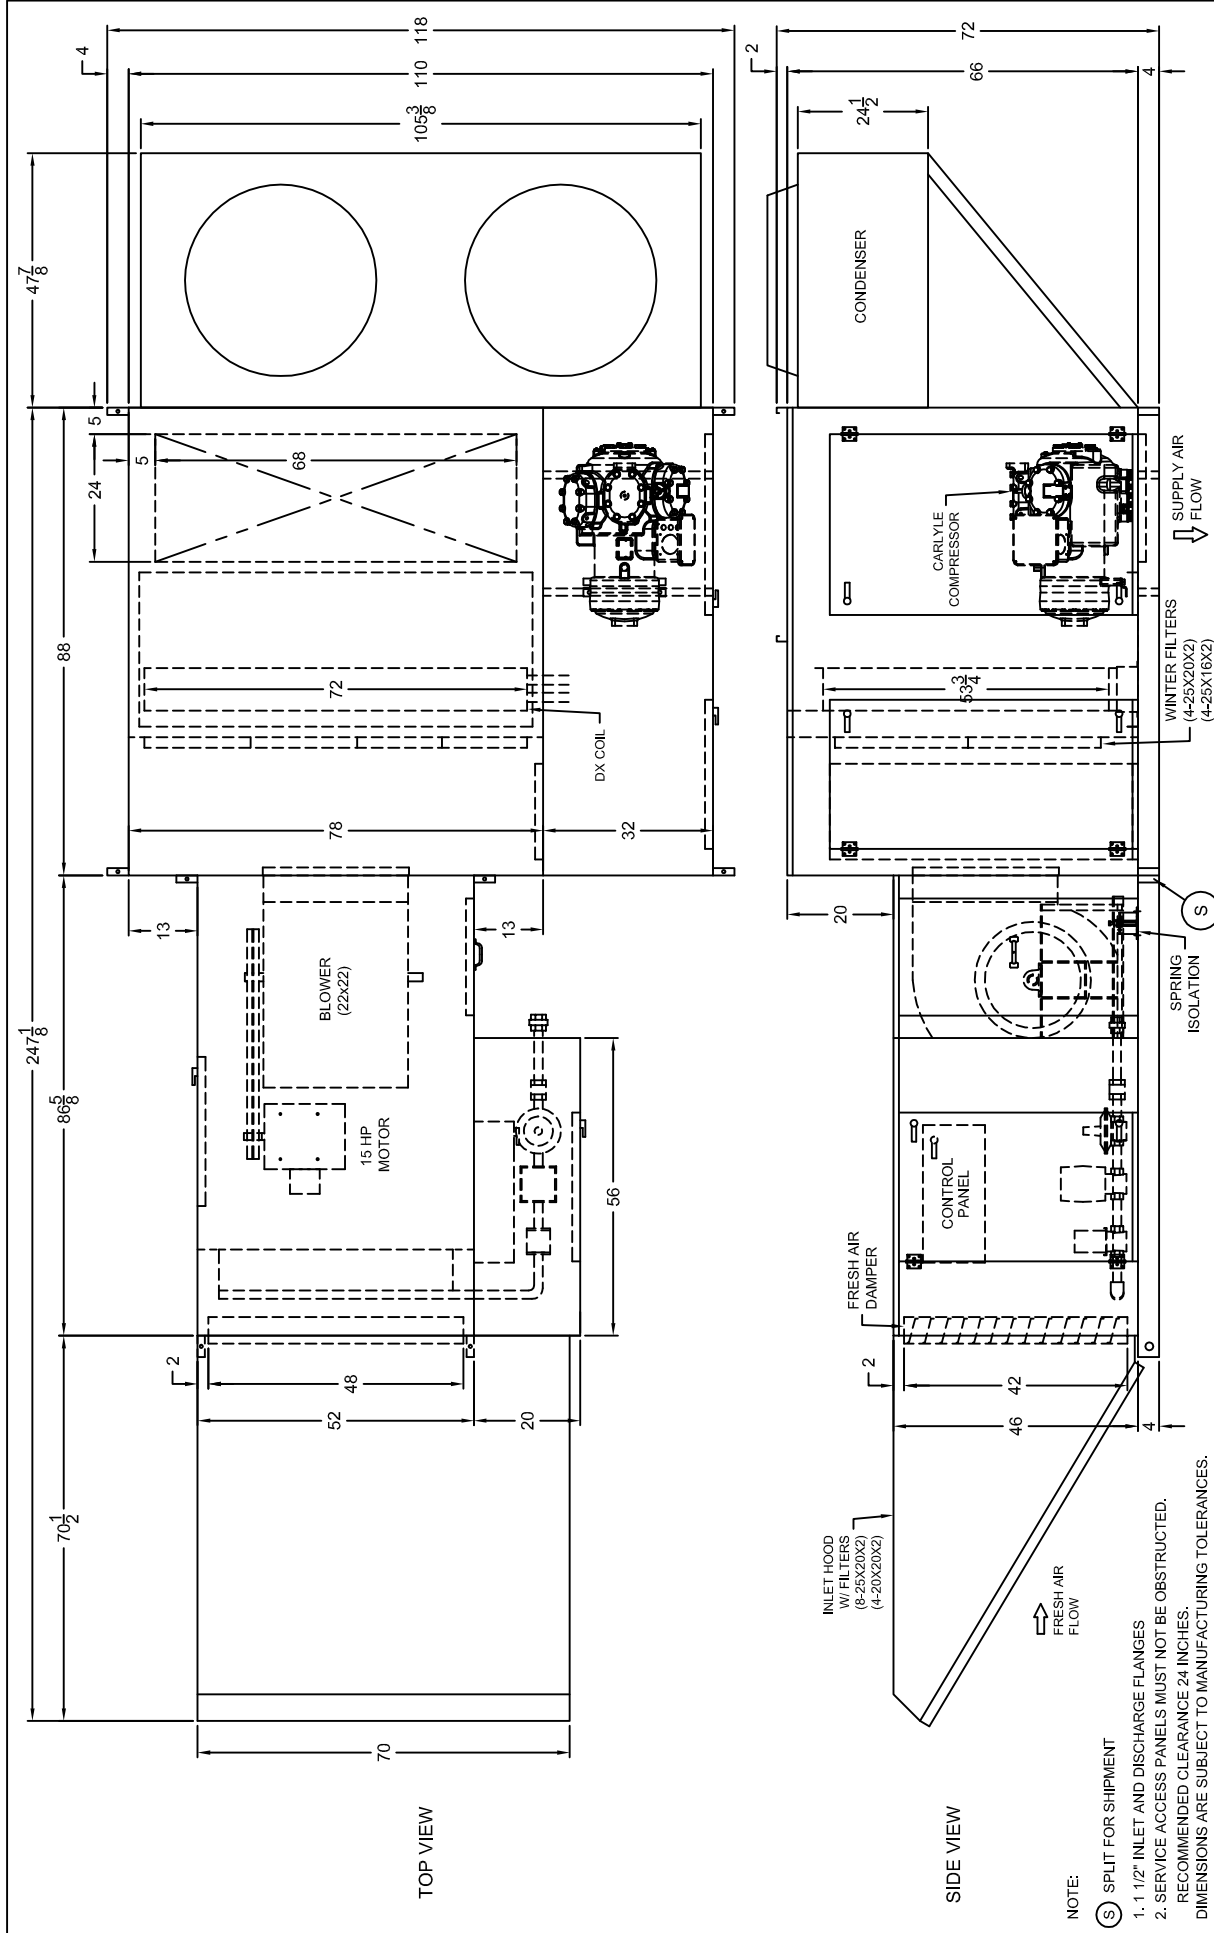 TOP VIEW
247 1/8
70 1/2
86 5/8
88
47 7/8
5
4
118
110
105 3/8
24
5
68
72
78
32
13
13
BLOWER
(22x22)
15 HP
MOTOR
DX COIL
56
2
48
52
20
70
SIDE VIEW
72
2
66
4
24 1/2
CONDENSER
CARLYLE
COMPRESSOR
SUPPLY AIR
FLOW
53 3/4
WINTER FILTERS
(4-25X20X2)
(4-25X16X2)
20
S
SPRING
ISOLATION
CONTROL
PANEL
FRESH AIR
DAMPER
2
42
46
4
INLET HOOD
W/ FILTERS
(8-25X20X2)
(4-20X20X2)
FRESH AIR
FLOW
NOTE:
S SPLIT FOR SHIPMENT
1. 1 1/2" INLET AND DISCHARGE FLANGES
2. SERVICE ACCESS PANELS MUST NOT BE OBSTRUCTED.
RECOMMENDED CLEARANCE 24 INCHES.
DIMENSIONS ARE SUBJECT TO MANUFACTURING TOLERANCES.